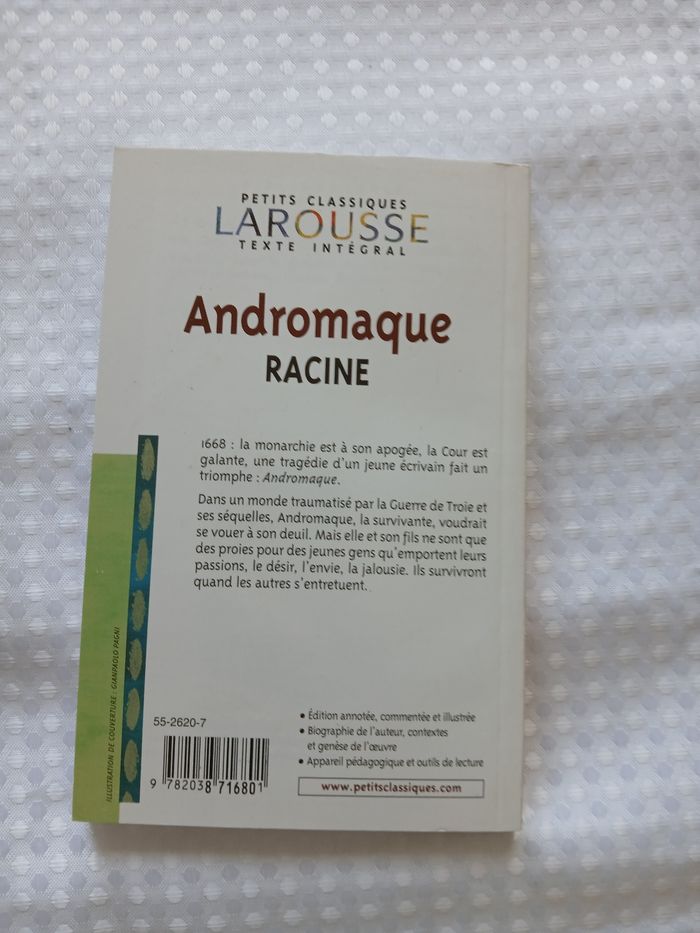 PETITS CLASSIQUES
LAROUSSE
TEXTE INTÉGRAL
Andromaque
RACINE
1668 : la monarchie est à son apogée, la Cour est
galante, une tragédie d'un jeune écrivain fait un
triomphe : Andromaque.
Dans un monde traumatisé par la Guerre de Troie et
ses séquelles, Andromaque, la survivante, voudrait
se vouer à son deuil. Mais elle et son fils ne sont que
des proies pour des jeunes gens qu'emportent leurs
passions, le désir, l'envie, la jalousie. Ils survivront
quand les autres s'entretuent.
ILLUSTRATION DE COUVERTURE : GIANPAOLO PAGNI
55-2620-7
9 782038 716801
• Édition annotée, commentée et illustrée
• Biographie de l'auteur, contextes
et genèse de l'œuvre
• Appareil pédagogique et outils de lecture
www.petitsclassiques.com